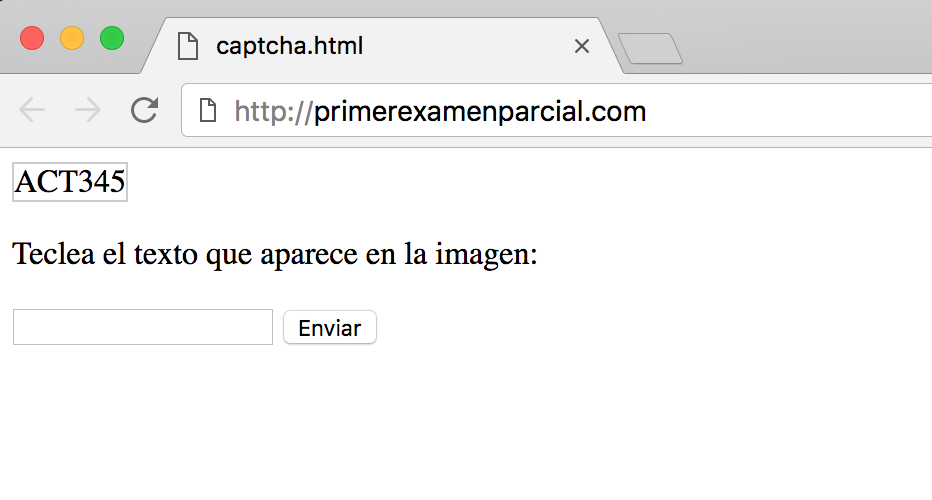 captcha.html
http://primerexamenparcial.com
ACT345
Teclea el texto que aparece en la imagen:
Enviar